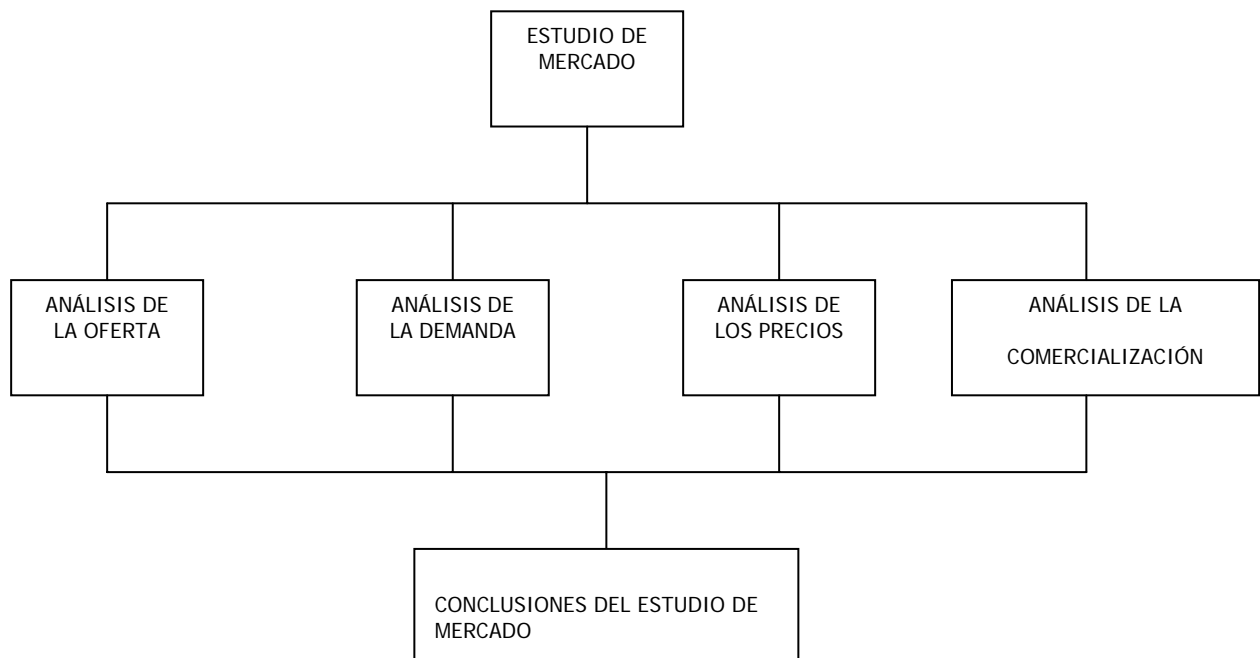 ESTUDIO DE
MERCADO
ANÁLISIS DE
LA OFERTA
ANÁLISIS DE
LA DEMANDA
ANÁLISIS DE
LOS PRECIOS
ANÁLISIS DE LA
COMERCIALIZACIÓN
CONCLUSIONES DEL ESTUDIO DE
MERCADO